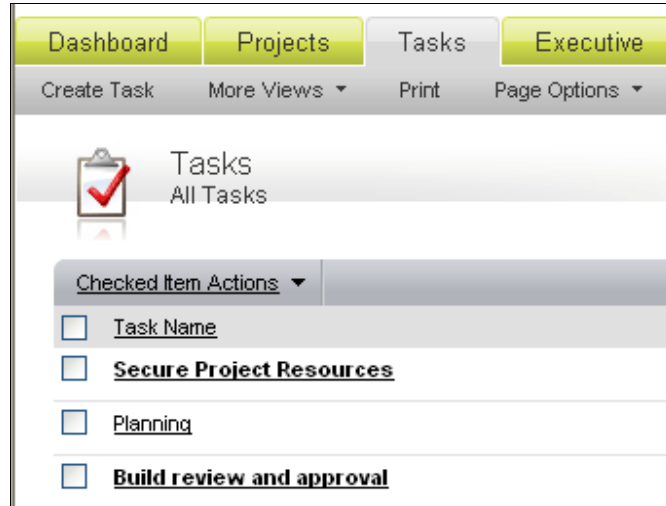 Dashboard Projects Tasks Executive
Create Task More Views Print Page Options
Tasks
All Tasks
Checked Item Actions
Task Name
Secure Project Resources
Planning
Build review and approval